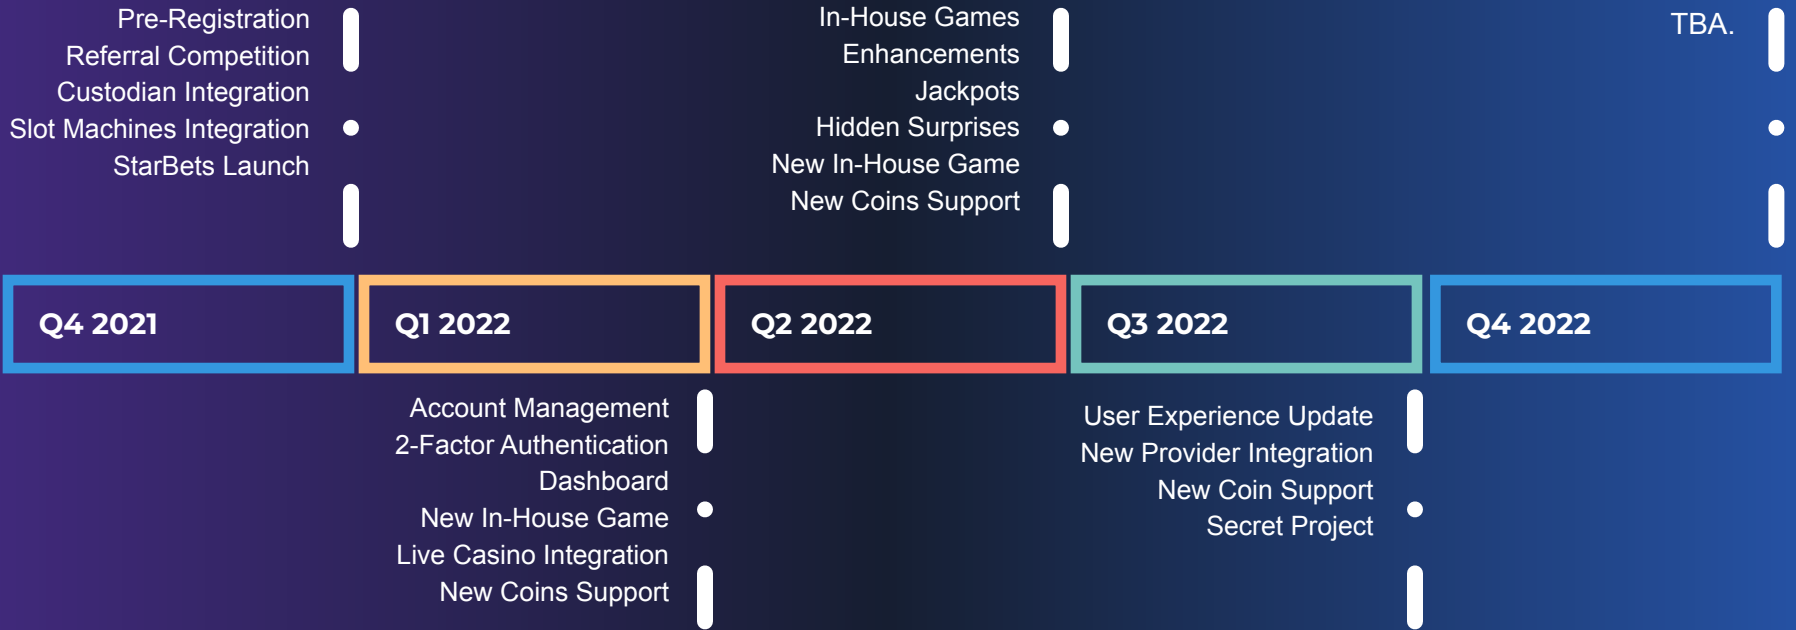 Pre-Registration
Referral Competition
Custodian Integration
Slot Machines Integration
StarBets Launch
In-House Games
Enhancements
Jackpots
Hidden Surprises
New In-House Game
New Coins Support
TBA.
Q4 2021
Q1 2022
Q2 2022
Q3 2022
Q4 2022
Account Management
2-Factor Authentication
Dashboard
New In-House Game
Live Casino Integration
New Coins Support
User Experience Update
New Provider Integration
New Coin Support
Secret Project